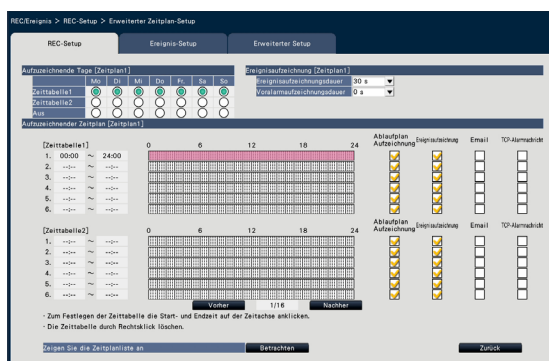 REC/Ereignis > REC-Setup > Erweiterter Zeitplan-Setup
REC-Setup Ereignis-Setup Erweiterter Setup
Aufzuzeichnende Tage [Zeitplan1] Ereignisaufzeichnung [Zeitplan1]
Mo Di Mi Do Fr. Sa So
Ereignisaufzeichnungsdauer 30 s
Zeittabelle1 Voralarmaufzeichnungsdauer 0 s
Zeittabelle2
Aus
Aufzuzeichnender Zeitplan [Zeitplan1]
[Zeittabelle1] 0 6 12 18 24 Ablaufplan Aufzeichnung Ereignisaufzeichnung Email TCP-Alarmnachricht
1. 00:00 ~ 24:00
2. --:-- ~ --:--
3. --:-- ~ --:--
4. --:-- ~ --:--
5. --:-- ~ --:--
6. --:-- ~ --:--
[Zeittabelle2] 0 6 12 18 24 Ablaufplan Aufzeichnung Ereignisaufzeichnung Email TCP-Alarmnachricht
1. --:-- ~ --:--
2. --:-- ~ --:--
3. --:-- ~ --:--
4. --:-- ~ --:--
5. --:-- ~ --:--
6. --:-- ~ --:--
Vorher 1/16 Nachher
· Zum Festlegen der Zeittabelle die Start- und Endzeit auf der Zeitachse anklicken.
· Die Zeittabelle durch Rechtsklick löschen.
Zeigen Sie die Zeitplanliste an Betrachten Zurück